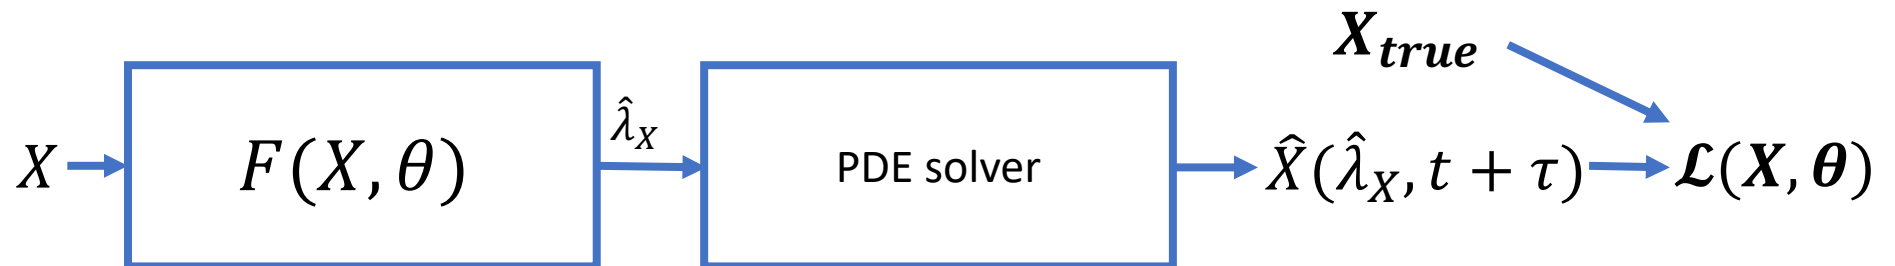 X_true
X
F(X, θ)
λ̂_X
PDE solver
X̂(λ̂_X, t + τ)
ℒ(X, θ)